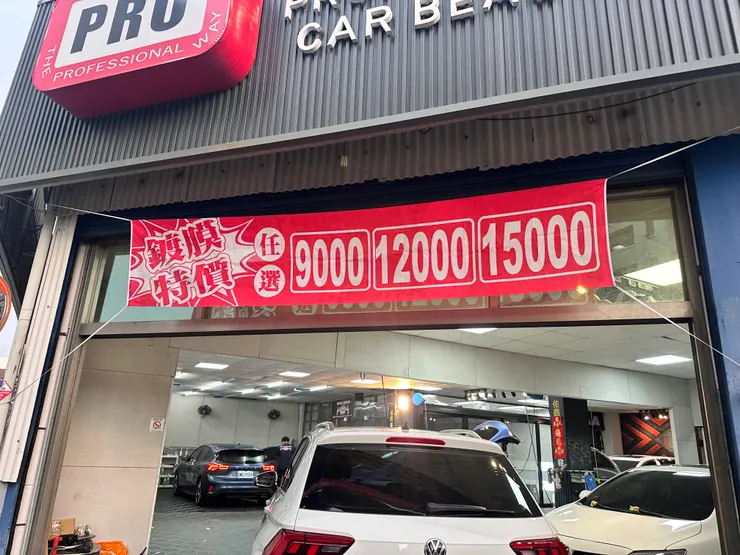 PRO
THE PROFESSIONAL WAY
CAR BEA
鍍膜
特價
任選
9000
12000
15000